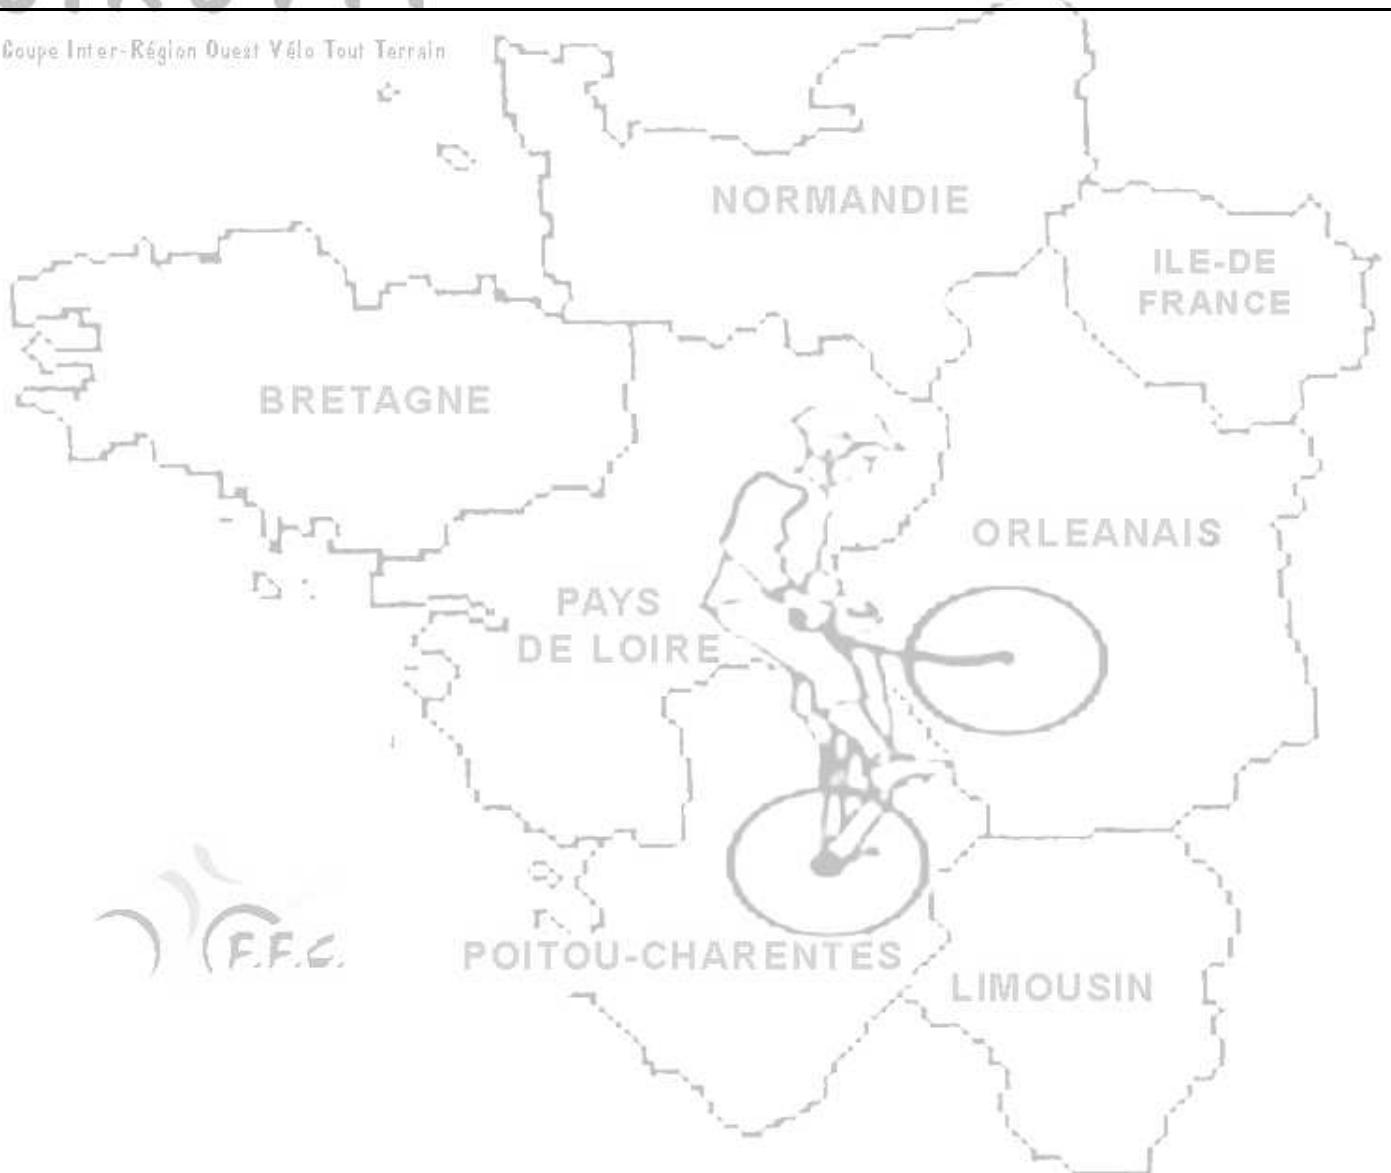 Coupe Inter-Région Ouest Vélo Tout Terrain
NORMANDIE
ILE-DE
FRANCE
BRETAGNE
ORLEANAIS
PAYS
DE LOIRE
F.F.C.
POITOU-CHARENTES
LIMOUSIN